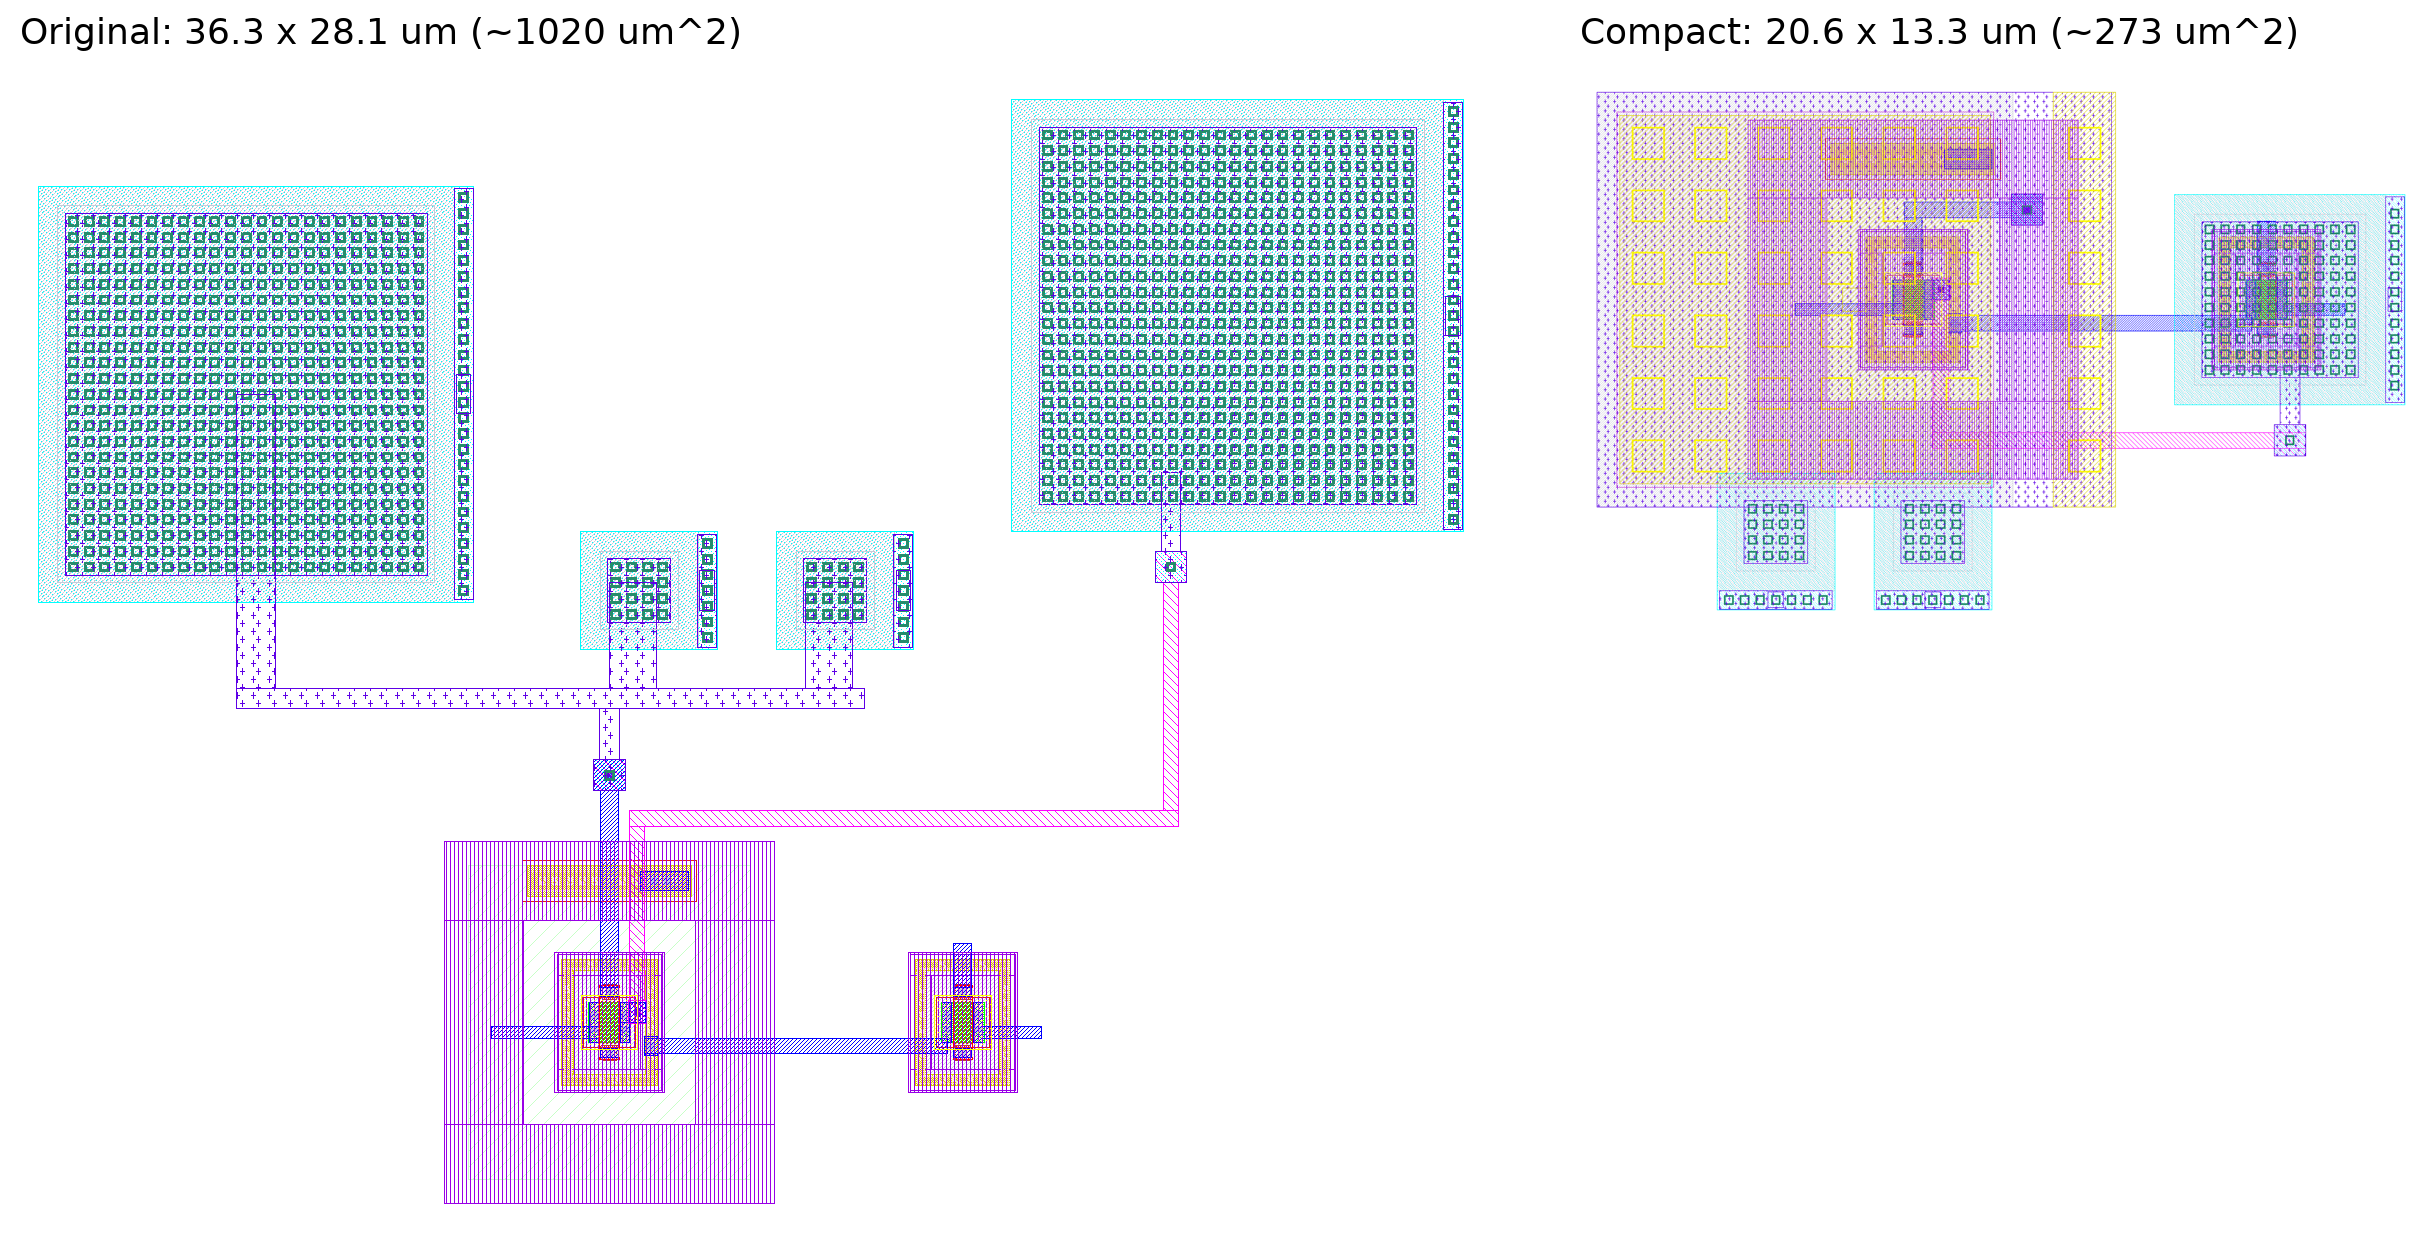 Original: 36.3 x 28.1 um (~1020 um^2)
Compact: 20.6 x 13.3 um (~273 um^2)